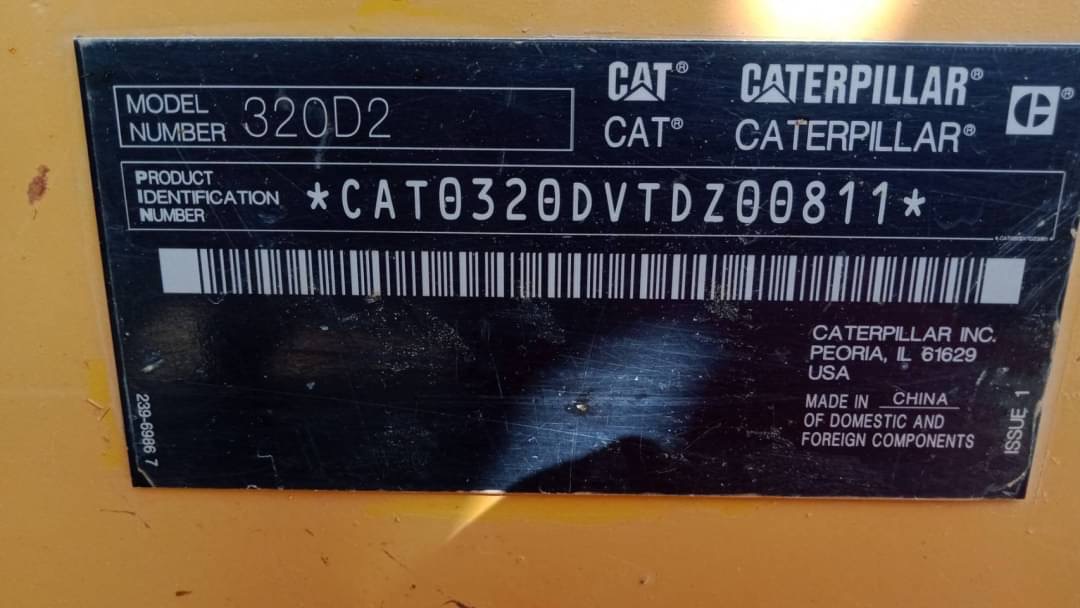 CAT® CATERPILLAR®
CAT® CATERPILLAR®
MODEL NUMBER 320D2
PRODUCT IDENTIFICATION NUMBER *CAT0320DVTDZ00811*
CATERPILLAR INC.
PEORIA, IL 61629
USA
MADE IN CHINA
OF DOMESTIC AND
FOREIGN COMPONENTS
239-6986 7
ISSUE 1